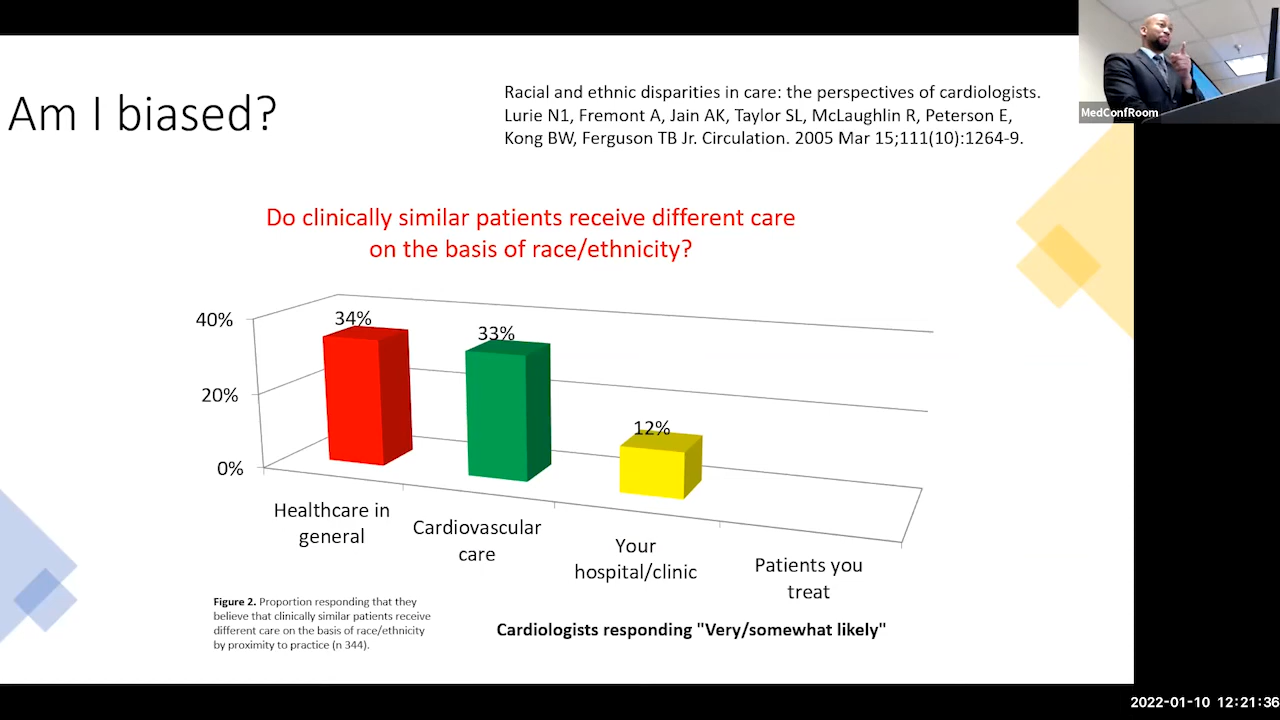 Am I biased?
Racial and ethnic disparities in care: the perspectives of cardiologists.
Lurie N1, Fremont A, Jain AK, Taylor SL, McLaughlin R, Peterson E,
Kong BW, Ferguson TB Jr. Circulation. 2005 Mar 15;111(10):1264-9.
MedConfRoom
Do clinically similar patients receive different care
on the basis of race/ethnicity?
40%
20%
0%
34%
33%
12%
Healthcare in
general
Cardiovascular
care
Your
hospital/clinic
Patients you
treat
Figure 2. Proportion responding that they
believe that clinically similar patients receive
different care on the basis of race/ethnicity
by proximity to practice (n 344).
Cardiologists responding "Very/somewhat likely"
2022-01-10 12:21:36